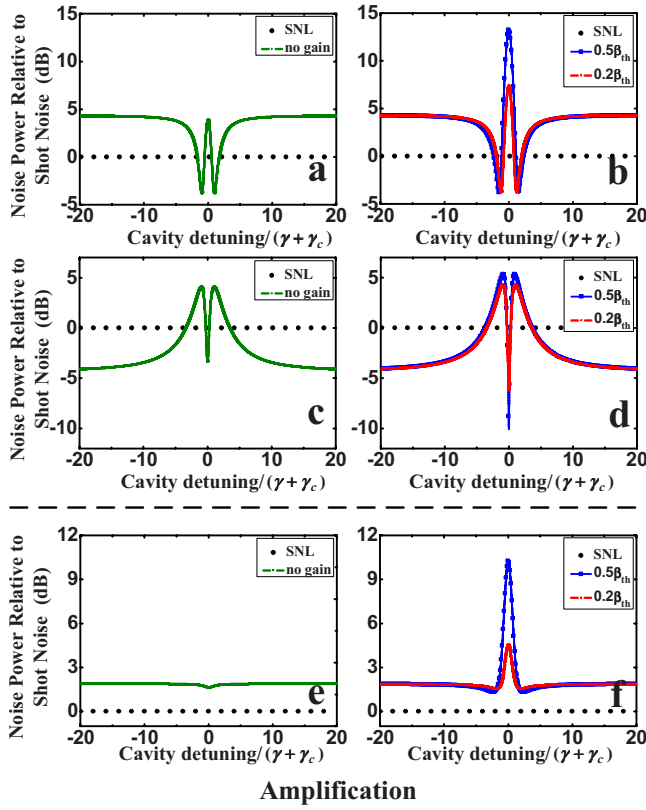 Noise Power Relative to
Shot Noise (dB)
15
10
5
0
-5
-20
-10
0
10
20
SNL
no gain
a
Cavity detuning/(γ+γc)
15
10
5
0
-5
-20
-10
0
10
20
SNL
0.5βth
0.2βth
b
Cavity detuning/(γ+γc)
Noise Power Relative to
Shot Noise (dB)
5
0
-5
-10
-20
-10
0
10
20
SNL
no gain
c
Cavity detuning/(γ+γc)
5
0
-5
-10
-20
-10
0
10
20
SNL
0.5βth
0.2βth
d
Cavity detuning/(γ+γc)
Noise Power Relative to
Shot Noise (dB)
12
9
6
3
0
-20
-10
0
10
20
SNL
no gain
e
Cavity detuning/(γ+γc)
12
9
6
3
0
-20
-10
0
10
20
SNL
0.5βth
0.2βth
f
Cavity detuning/(γ+γc)
Amplification